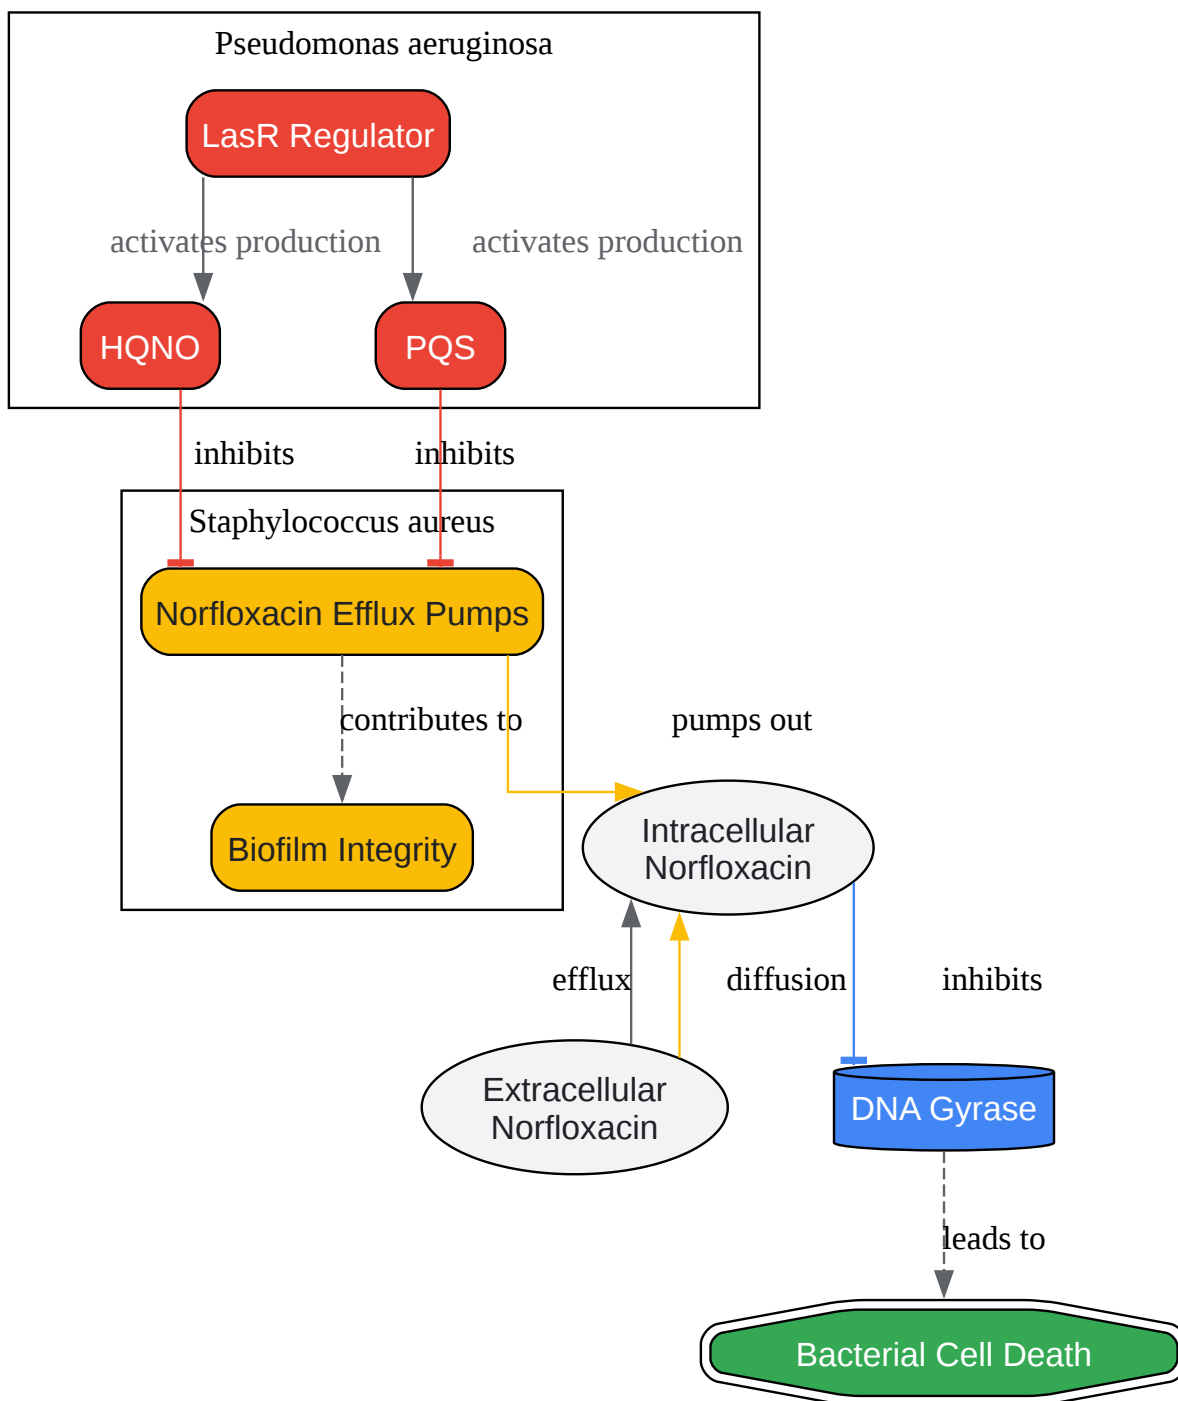 Pseudomonas aeruginosa
LasR Regulator
activates production
activates production
HQNO
PQS
inhibits
inhibits
Staphylococcus aureus
Norfloxacin Efflux Pumps
contributes to
pumps out
Intracellular
Norfloxacin
Biofilm Integrity
efflux
diffusion
inhibits
Extracellular
Norfloxacin
DNA Gyrase
leads to
Bacterial Cell Death